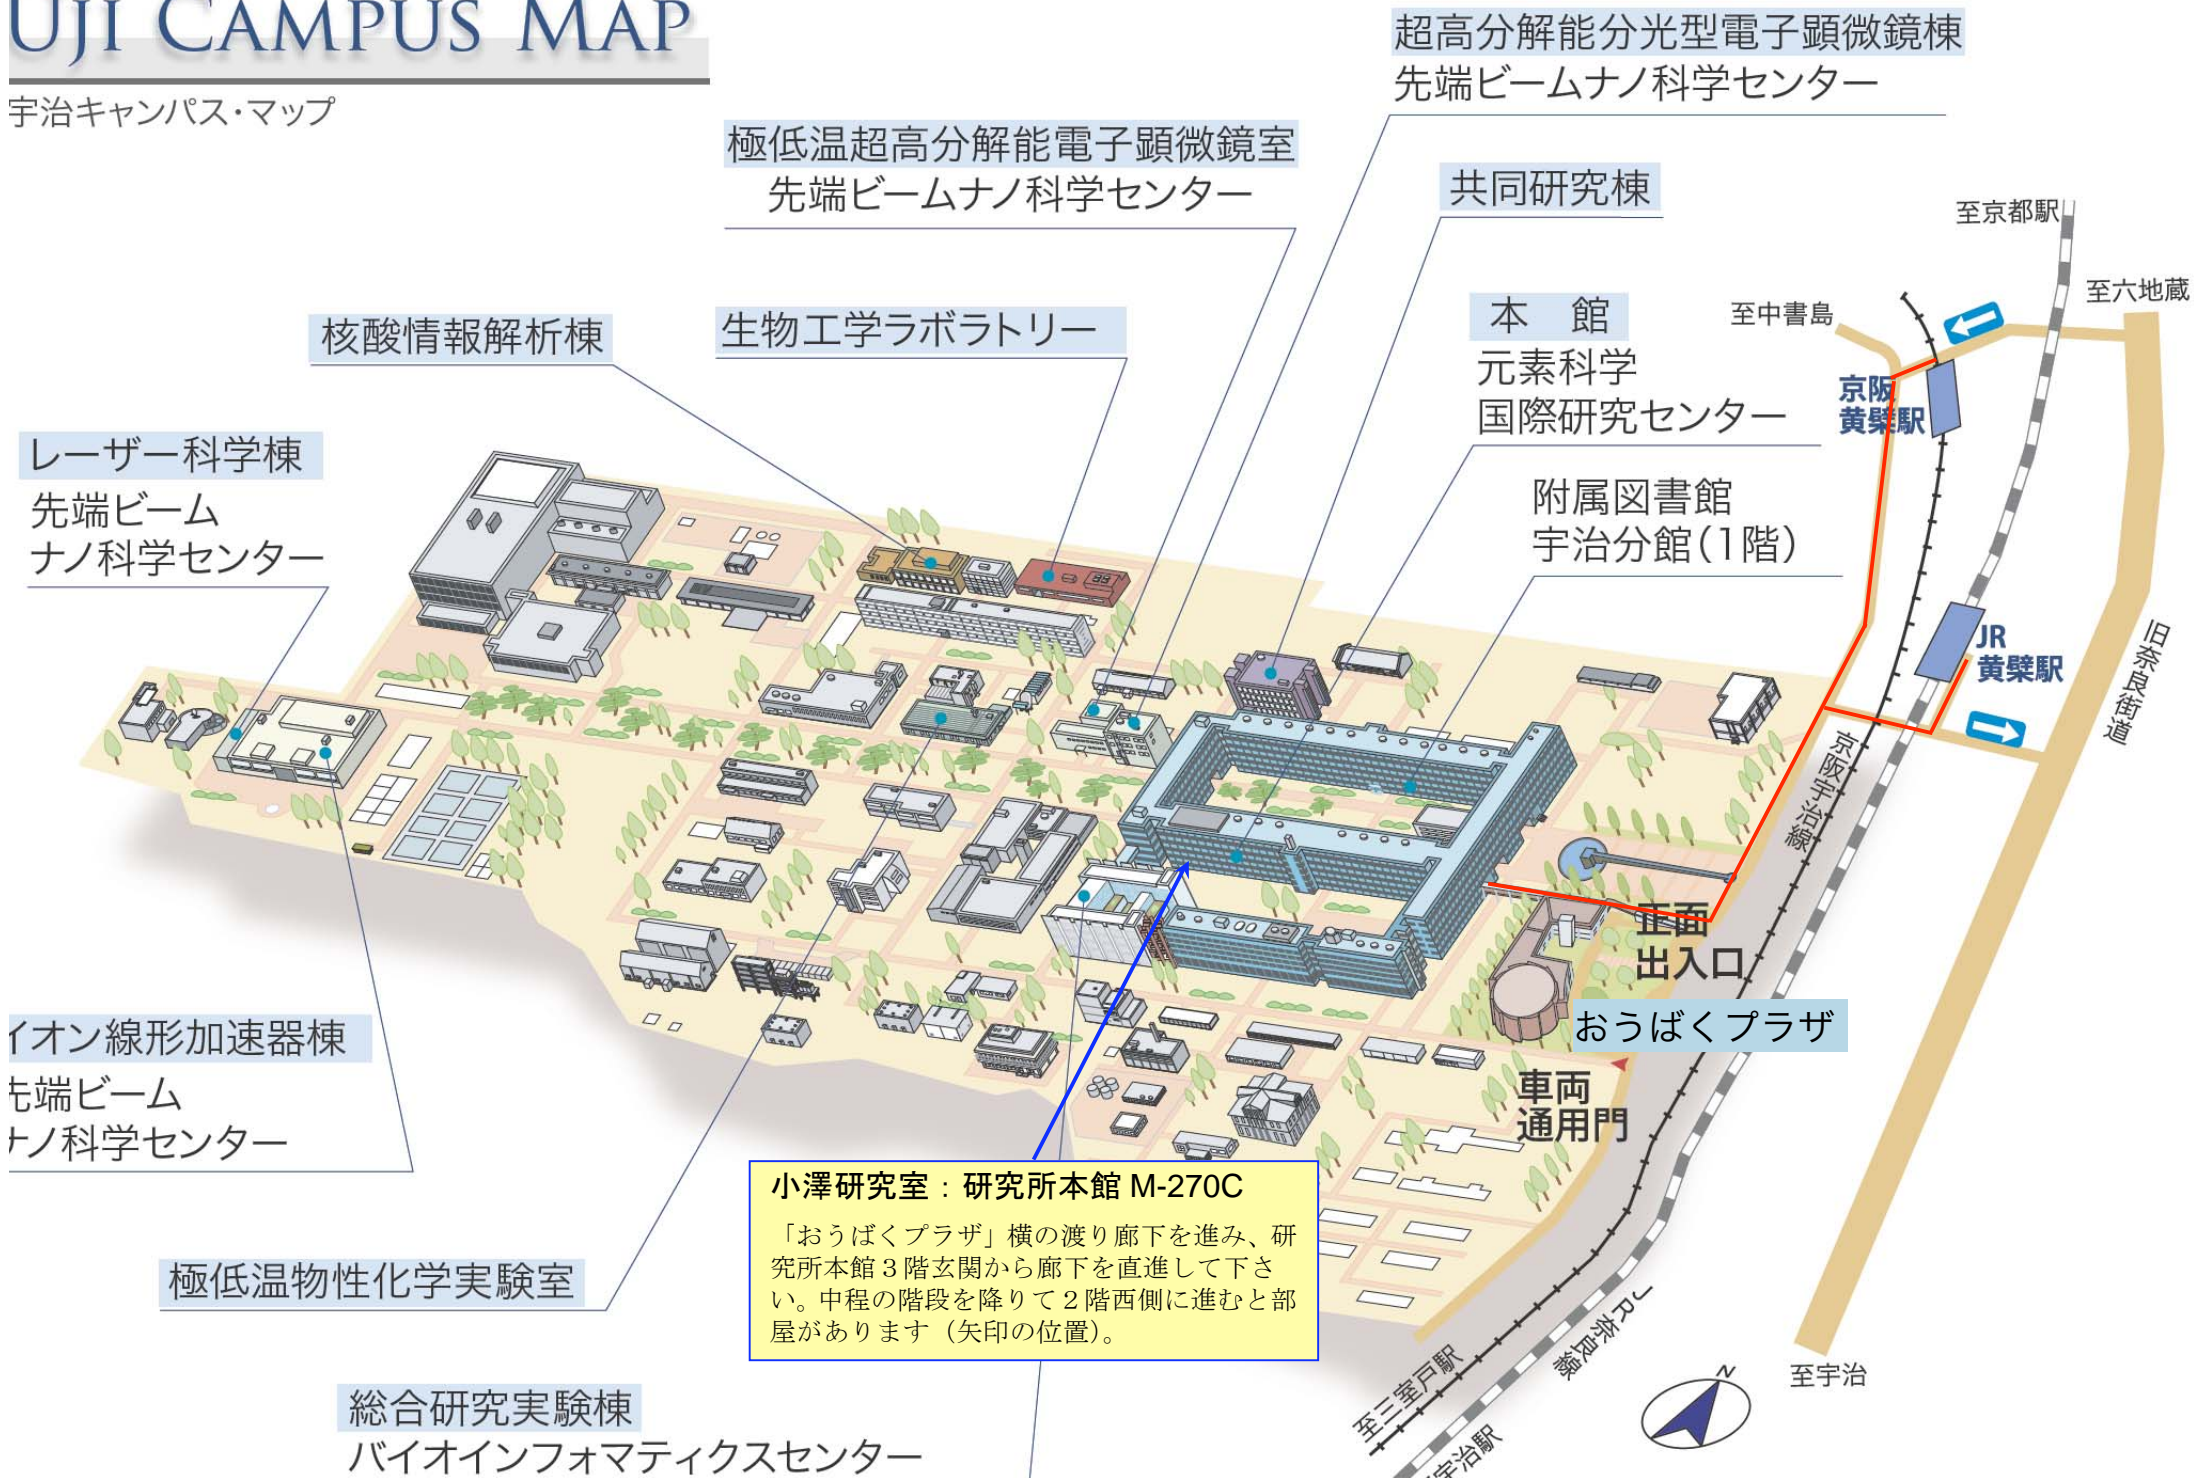 UJI CAMPUS MAP
宇治キャンパス・マップ
超高分解能分光型電子顕微鏡棟
先端ビームナノ科学センター
極低温超高分解能電子顕微鏡室
先端ビームナノ科学センター
共同研究棟
至京都駅
至六地蔵
至中書島
本 館
元素科学
国際研究センター
核酸情報解析棟
生物工学ラボラトリー
京阪
黄檗駅
レーザー科学棟
先端ビーム
ナノ科学センター
附属図書館
宇治分館(1階)
JR
黄檗駅
旧奈良街道
京阪宇治線
正面
出入口
おうばくプラザ
車両
通用門
イオン線形加速器棟
先端ビーム
ナノ科学センター
小澤研究室：研究所本館 M-270C
「おうばくプラザ」横の渡り廊下を進み、研
究所本館３階玄関から廊下を直進して下さ
い。中程の階段を降りて２階西側に進むと部
屋があります（矢印の位置）。
極低温物性化学実験室
JR奈良線
至三室戸駅
宇治駅
至宇治
N
総合研究実験棟
バイオインフォマティクスセンター